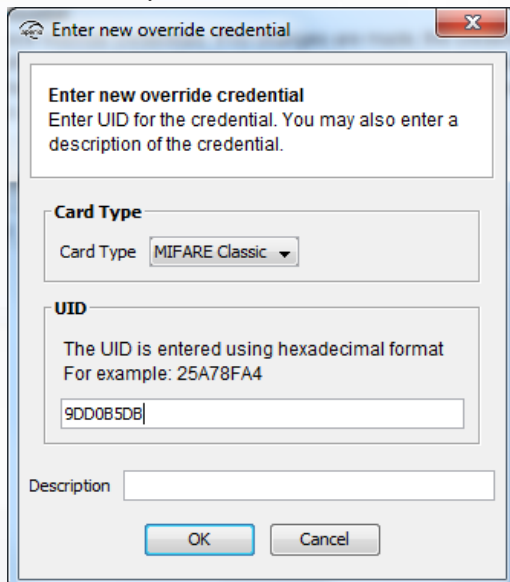 Enter new override credential
Enter new override credential
Enter UID for the credential. You may also enter a
description of the credential.
Card Type
Card Type MIFARE Classic
UID
The UID is entered using hexadecimal format
For example: 25A78FA4
9DD0B5DB
Description
OK Cancel